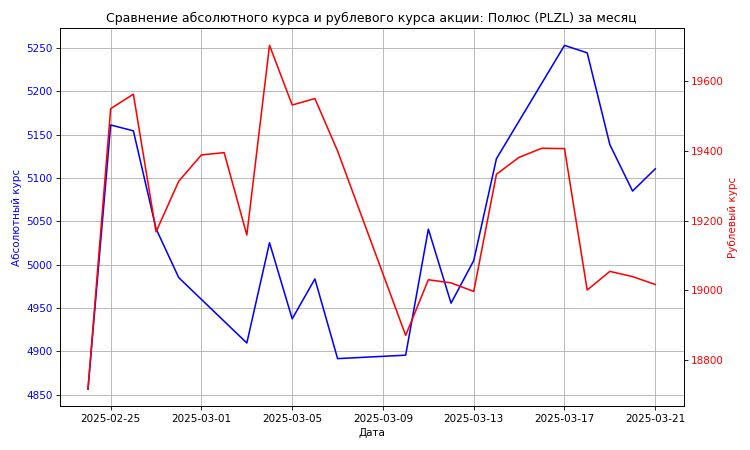 Сравнение абсолютного курса и рублевого курса акции: Полюс (PLZL) за месяц
Абсолютный курс
5250
5200
5150
5100
5050
5000
4950
4900
4850
19600
19400
19200
19000
18800
Рублевый курс
2025-02-25 2025-03-01 2025-03-05 2025-03-09 2025-03-13 2025-03-17 2025-03-21
Дата